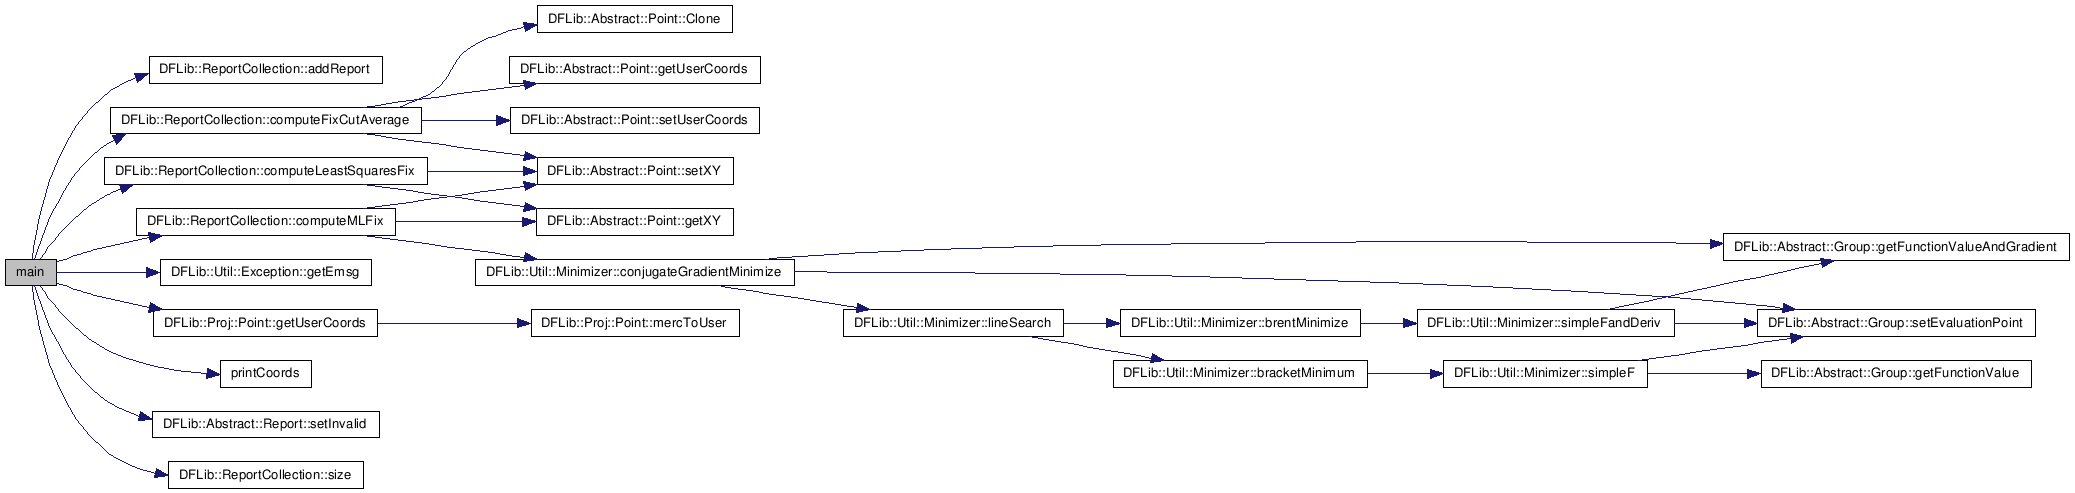 main
DFLib::ReportCollection::addReport
DFLib::ReportCollection::computeFixCutAverage
DFLib::ReportCollection::computeLeastSquaresFix
DFLib::ReportCollection::computeMLFix
DFLib::Util::Exception::getEmsg
DFLib::Proj::Point::getUserCoords
printCoords
DFLib::Abstract::Report::setInvalid
DFLib::ReportCollection::size
DFLib::Abstract::Point::Clone
DFLib::Abstract::Point::getUserCoords
DFLib::Abstract::Point::setUserCoords
DFLib::Abstract::Point::setXY
DFLib::Abstract::Point::getXY
DFLib::Util::Minimizer::conjugateGradientMinimize
DFLib::Proj::Point::mercToUser
DFLib::Util::Minimizer::lineSearch
DFLib::Util::Minimizer::brentMinimize
DFLib::Util::Minimizer::bracketMinimum
DFLib::Util::Minimizer::simpleFandDeriv
DFLib::Util::Minimizer::simpleF
DFLib::Abstract::Group::getFunctionValueAndGradient
DFLib::Abstract::Group::setEvaluationPoint
DFLib::Abstract::Group::getFunctionValue